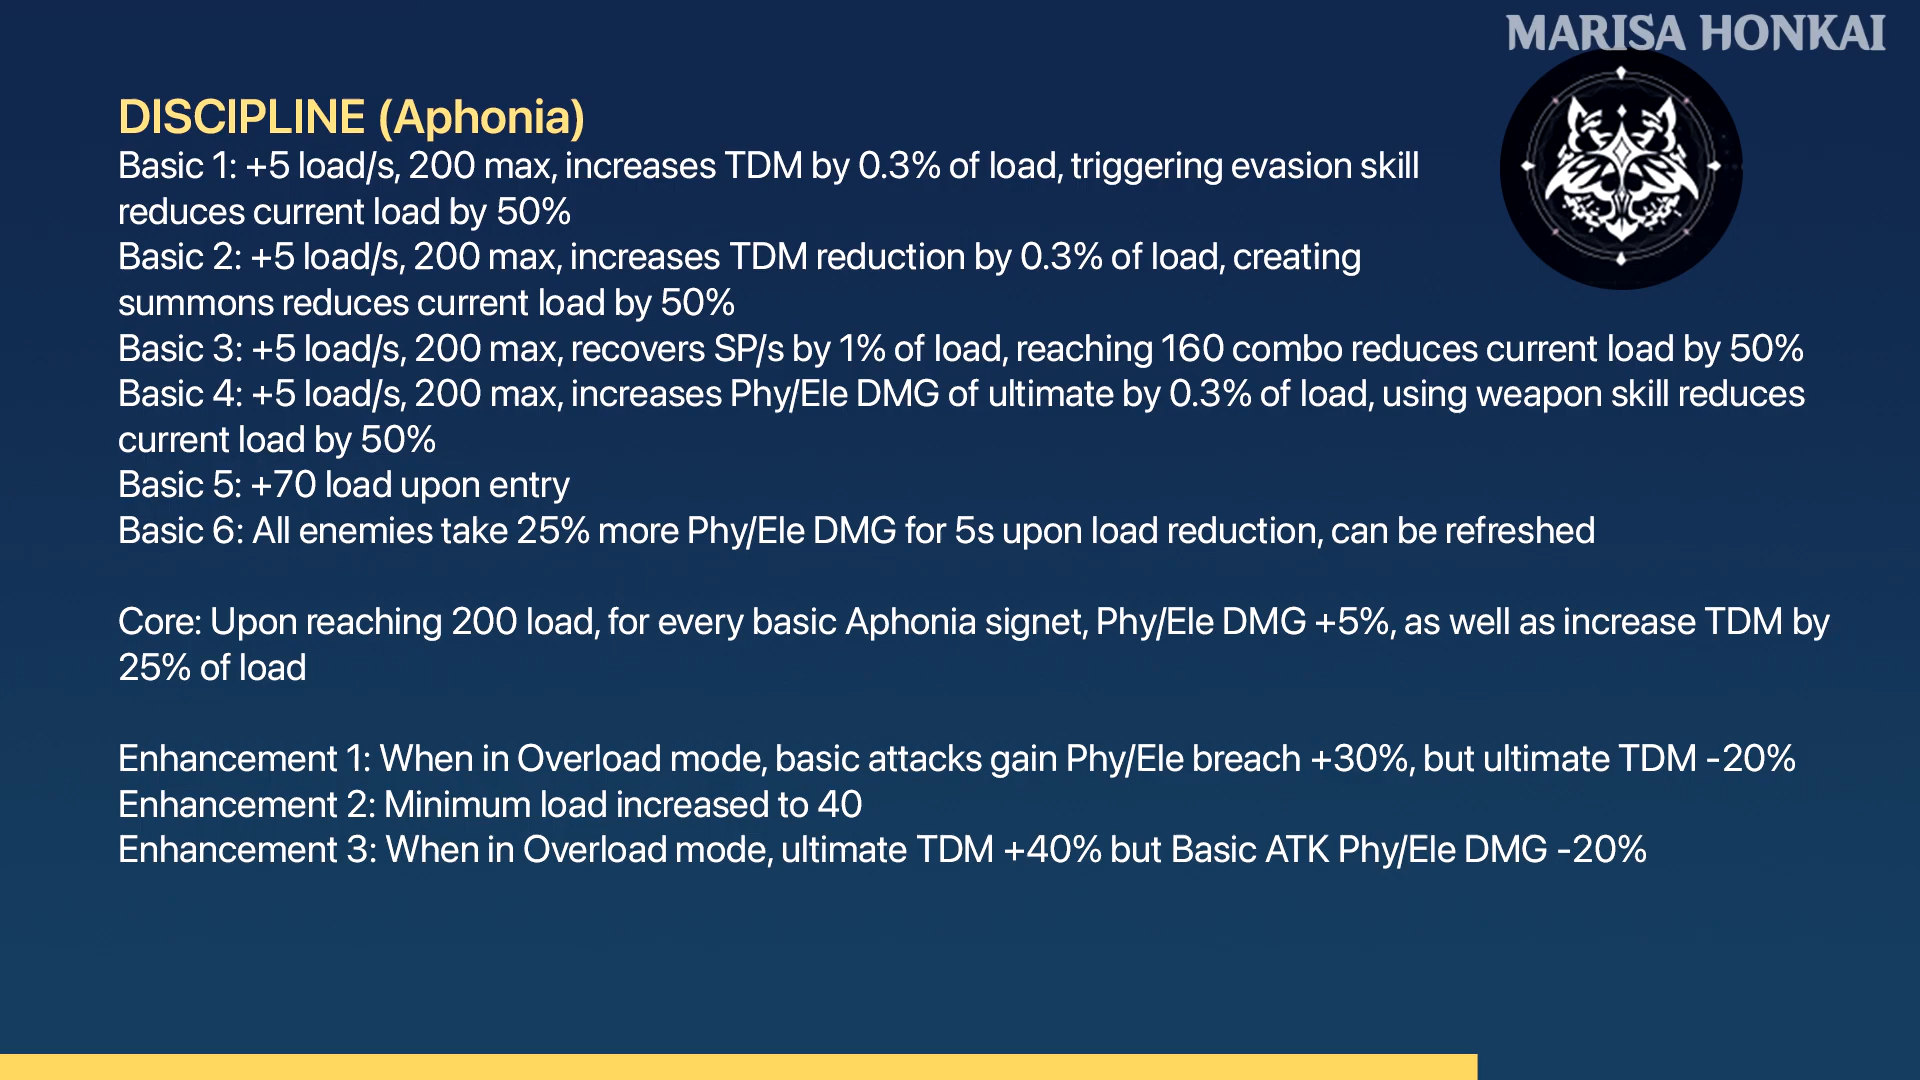 MARISA HONKAI
DISCIPLINE (Aphonia)
Basic 1: +5 load/s, 200 max, increases TDM by 0.3% of load, triggering evasion skill
reduces current load by 50%
Basic 2: +5 load/s, 200 max, increases TDM reduction by 0.3% of load, creating
summons reduces current load by 50%
Basic 3: +5 load/s, 200 max, recovers SP/s by 1% of load, reaching 160 combo reduces current load by 50%
Basic 4: +5 load/s, 200 max, increases Phy/Ele DMG of ultimate by 0.3% of load, using weapon skill reduces
current load by 50%
Basic 5: +70 load upon entry
Basic 6: All enemies take 25% more Phy/Ele DMG for 5s upon load reduction, can be refreshed
Core: Upon reaching 200 load, for every basic Aphonia signet, Phy/Ele DMG +5%, as well as increase TDM by
25% of load
Enhancement 1: When in Overload mode, basic attacks gain Phy/Ele breach +30%, but ultimate TDM -20%
Enhancement 2: Minimum load increased to 40
Enhancement 3: When in Overload mode, ultimate TDM +40% but Basic ATK Phy/Ele DMG -20%